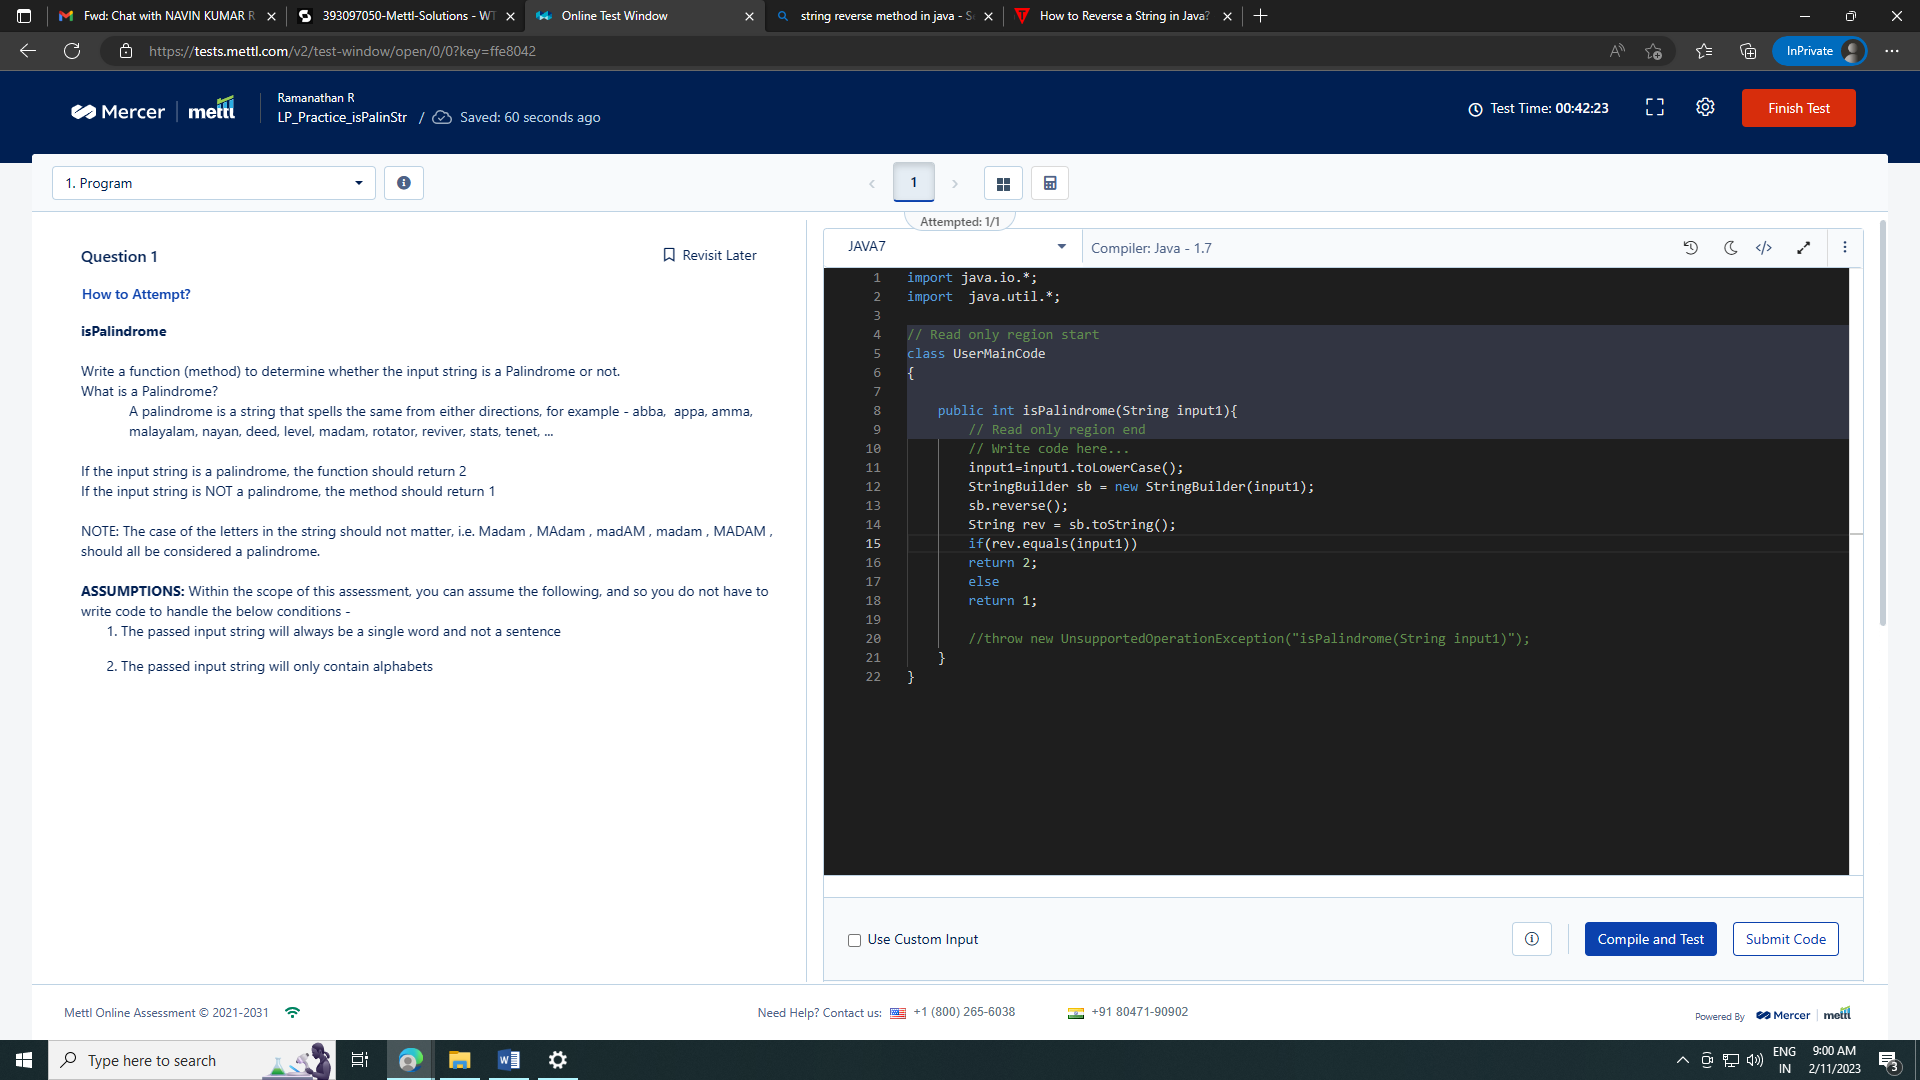 Fwd: Chat with NAVIN KUMAR R
393097050-Mettl-Solutions - WT
Online Test Window
string reverse method in java - Se
How to Reverse a String in Java?
https://tests.mettl.com/v2/test-window/open/0/0?key=ffe8042
InPrivate
Mercer | mettl
Ramanathan R
LP_Practice_isPalinStr / Saved: 60 seconds ago
Test Time: 00:42:23
Finish Test
1. Program
1
Attempted: 1/1
Question 1
Revisit Later
How to Attempt?
isPalindrome
Write a function (method) to determine whether the input string is a Palindrome or not.
What is a Palindrome?
A palindrome is a string that spells the same from either directions, for example - abba, appa, amma,
malayalam, nayan, deed, level, madam, rotator, reviver, stats, tenet, ...
If the input string is a palindrome, the function should return 2
If the input string is NOT a palindrome, the method should return 1
NOTE: The case of the letters in the string should not matter, i.e. Madam , MAdam , madAM , madam , MADAM ,
should all be considered a palindrome.
ASSUMPTIONS: Within the scope of this assessment, you can assume the following, and so you do not have to
write code to handle the below conditions -
1. The passed input string will always be a single word and not a sentence
2. The passed input string will only contain alphabets
JAVA7
Compiler: Java - 1.7
1 import java.io.*;
2 import  java.util.*;
3
4 // Read only region start
5 class UserMainCode
6 {
7
8 public int isPalindrome(String input1){
9 // Read only region end
10 // Write code here...
11 input1=input1.toLowerCase();
12 StringBuilder sb = new StringBuilder(input1);
13 sb.reverse();
14 String rev = sb.toString();
15 if(rev.equals(input1))
16 return 2;
17 else
18 return 1;
19
20 //throw new UnsupportedOperationException("isPalindrome(String input1)");
21 }
22 }
Use Custom Input
Compile and Test
Submit Code
Mettl Online Assessment © 2021-2031
Need Help? Contact us: +1 (800) 265-6038
+91 80471-90902
Powered By Mercer | mettl
Type here to search
ENG
IN
9:00 AM
2/11/2023
3